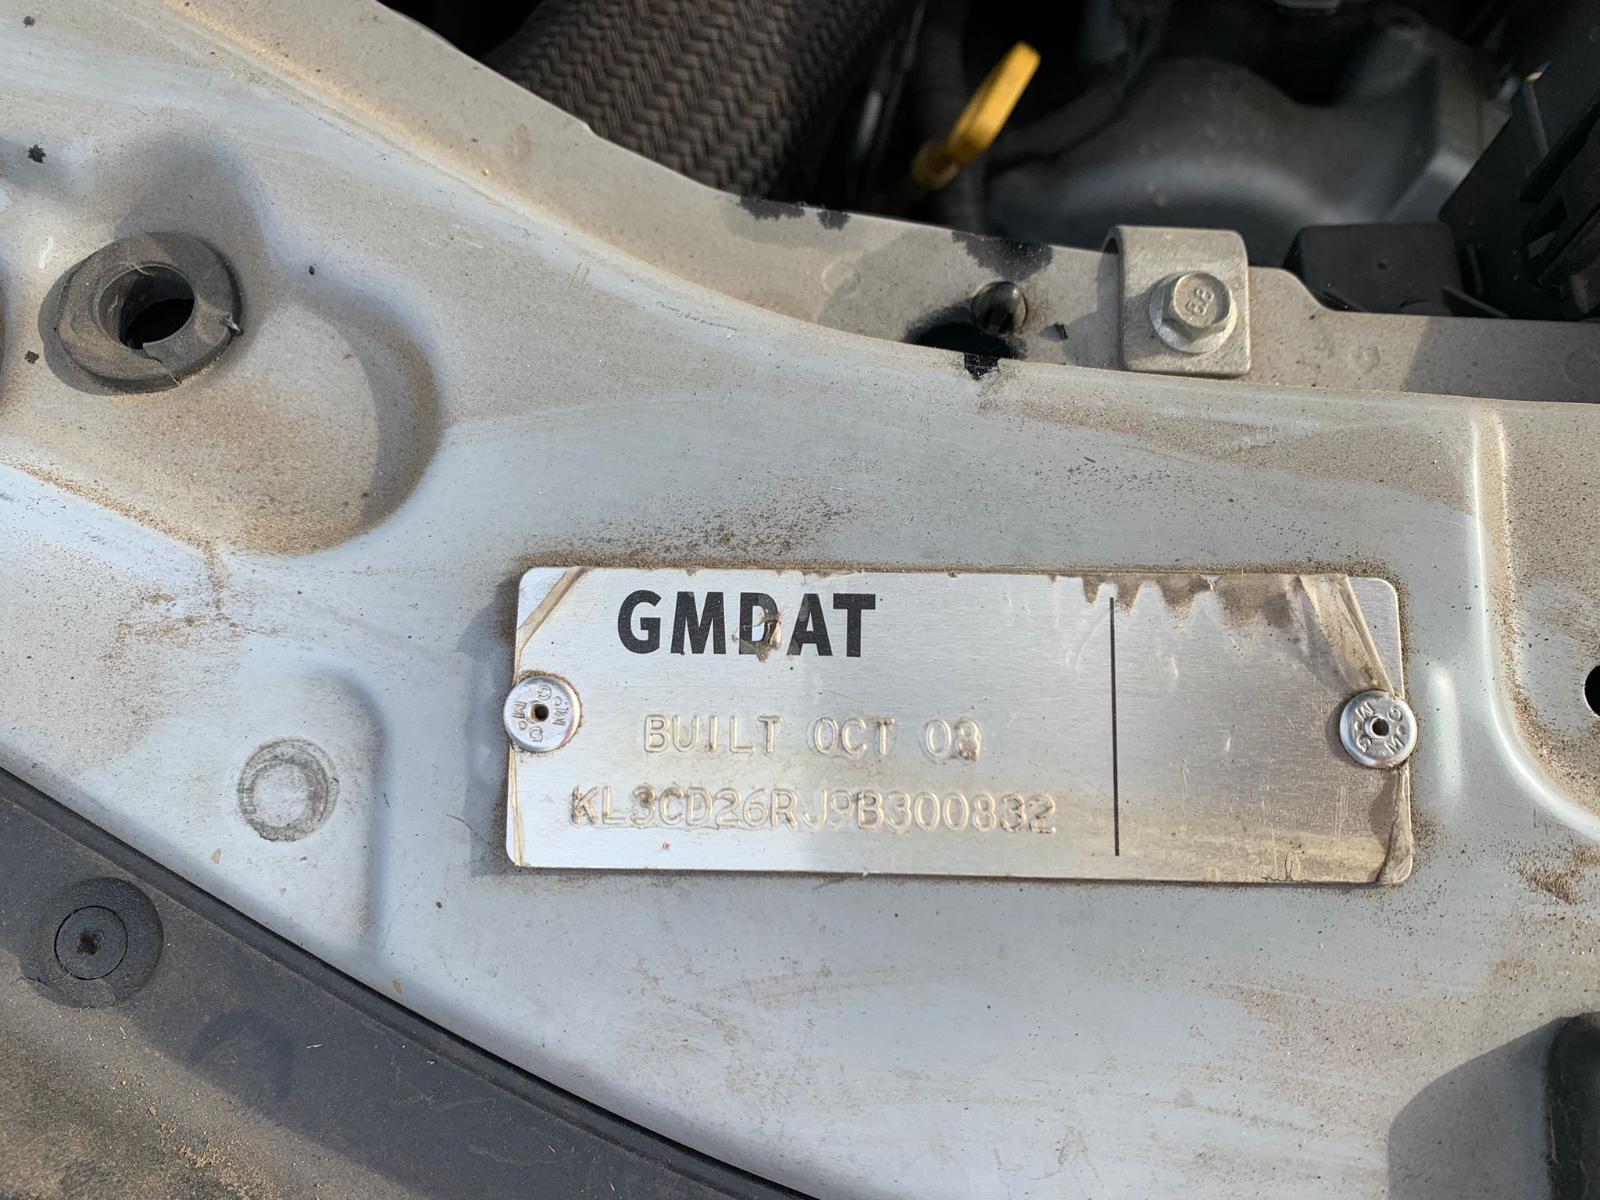 GMDAT
BUILT OCT 08
KL3CD26RJ9B300832